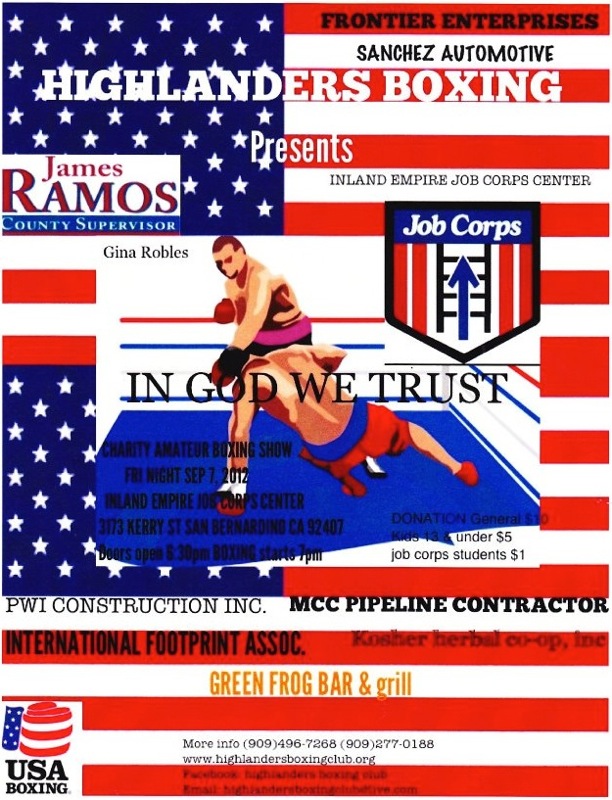 FRONTIER ENTERPRISES
SANCHEZ AUTOMOTIVE
HIGHLANDERS BOXING
Presents
INLAND EMPIRE JOB CORPS CENTER
James
RAMOS
COUNTY SUPERVISOR
Job Corps
Gina Robles
IN GOD WE TRUST
CHARITY AMATEUR BOXING SHOW
FRI NIGHT SEP 7, 2012
INLAND EMPIRE JOB CORPS CENTER
3173 KERRY ST SAN BERNARDINO CA 92407
Doors open 6:30pm BOXING starts 7pm
DONATION General $10
Kids 13 & under $5
job corps students $1
PWI CONSTRUCTION INC.
MCC PIPELINE CONTRACTOR
INTERNATIONAL FOOTPRINT ASSOC.
Kosher herbal co-op, inc
GREEN FROG BAR & grill
USA
BOXING
More info (909)496-7268 (909)277-0188
www.highlandersboxingclub.org
Facebook: highlanders boxing club
Email: highlandersboxingclub@live.com